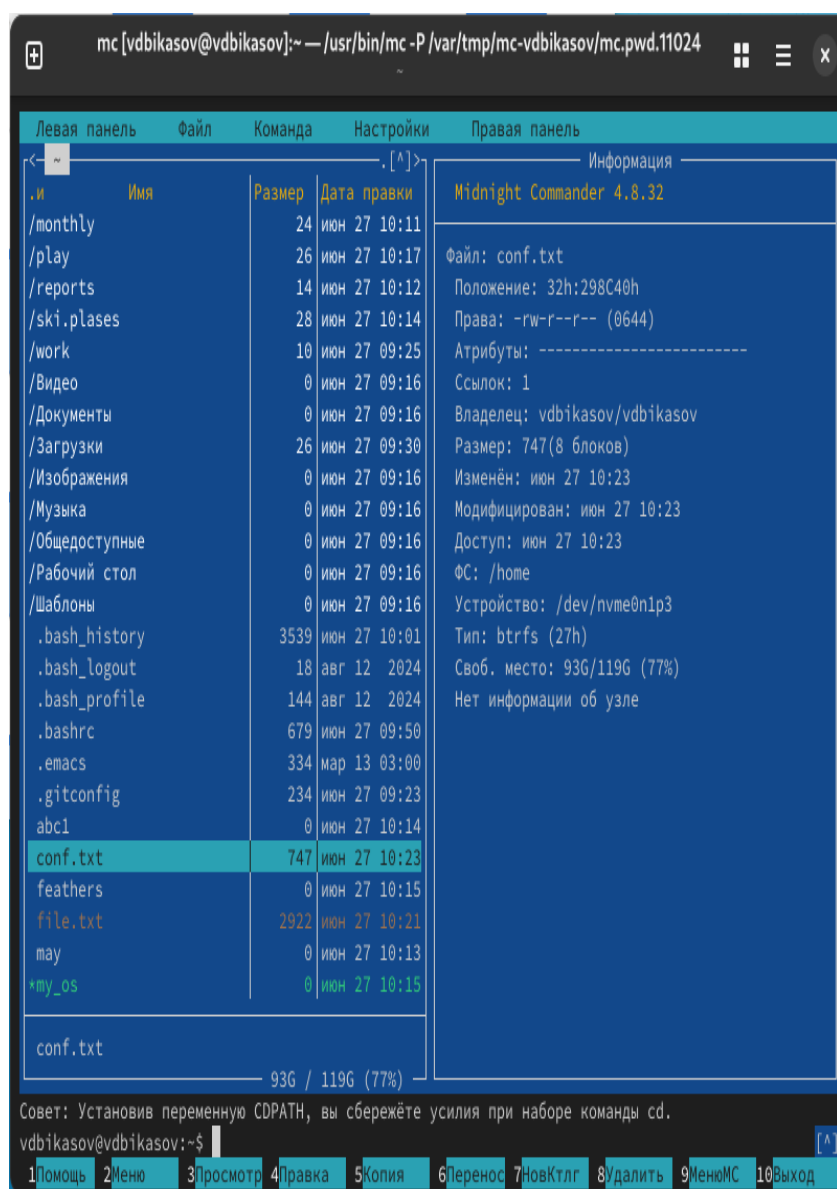 mc [vdbikasov@vdbikasov]:~ — /usr/bin/mc -P /var/tmp/mc-vdbikasov/mc.pwd.11024
~
Левая панель Файл Команда Настройки Правая панель
<─ ~ .[^]>
.и Имя Размер Дата правки
/monthly 24 июн 27 10:11
/play 26 июн 27 10:17
/reports 14 июн 27 10:12
/ski.plases 28 июн 27 10:14
/work 10 июн 27 09:25
/Видео 0 июн 27 09:16
/Документы 0 июн 27 09:16
/Загрузки 26 июн 27 09:30
/Изображения 0 июн 27 09:16
/Музыка 0 июн 27 09:16
/Общедоступные 0 июн 27 09:16
/Рабочий стол 0 июн 27 09:16
/Шаблоны 0 июн 27 09:16
.bash_history 3539 июн 27 10:01
.bash_logout 18 авг 12 2024
.bash_profile 144 авг 12 2024
.bashrc 679 июн 27 09:50
.emacs 334 мар 13 03:00
.gitconfig 234 июн 27 09:23
abc1 0 июн 27 10:14
conf.txt 747 июн 27 10:23
feathers 0 июн 27 10:15
file.txt 2922 июн 27 10:21
may 0 июн 27 10:13
*my_os 0 июн 27 10:15
conf.txt
93G / 119G (77%)
Информация
Midnight Commander 4.8.32
Файл: conf.txt
Положение: 32h:298C40h
Права: -rw-r--r-- (0644)
Атрибуты: -------------------------
Ссылок: 1
Владелец: vdbikasov/vdbikasov
Размер: 747(8 блоков)
Изменён: июн 27 10:23
Модифицирован: июн 27 10:23
Доступ: июн 27 10:23
ФС: /home
Устройство: /dev/nvme0n1p3
Тип: btrfs (27h)
Своб. место: 93G/119G (77%)
Нет информации об узле
Совет: Установив переменную CDPATH, вы сбережёте усилия при наборе команды cd.
vdbikasov@vdbikasov:~$ [^]
1Помощь 2Меню 3Просмотр 4Правка 5Копия 6Перенос 7НовКтлг 8Удалить 9МенюMC 10Выход